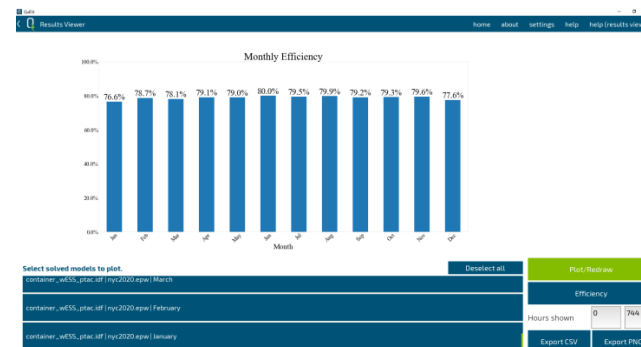 Results Viewer
home about settings help help (results view
Monthly Efficiency
100.0%
80.0%
60.0%
40.0%
20.0%
0.0%
76.6% 78.7% 78.1% 79.1% 79.0% 80.0% 79.5% 79.9% 79.2% 79.3% 79.6% 77.6%
Jan Feb Mar Apr May Jun Jul Aug Sep Oct Nov Dec
Month
Select solved models to plot.
Deselect all
container_wESS_ptac.idf | nyc2020.epw | March
container_wESS_ptac.idf | nyc2020.epw | February
container_wESS_ptac.idf | nyc2020.epw | January
Plot/Redraw
Efficiency
Hours shown 0 744
Export CSV Export PNG